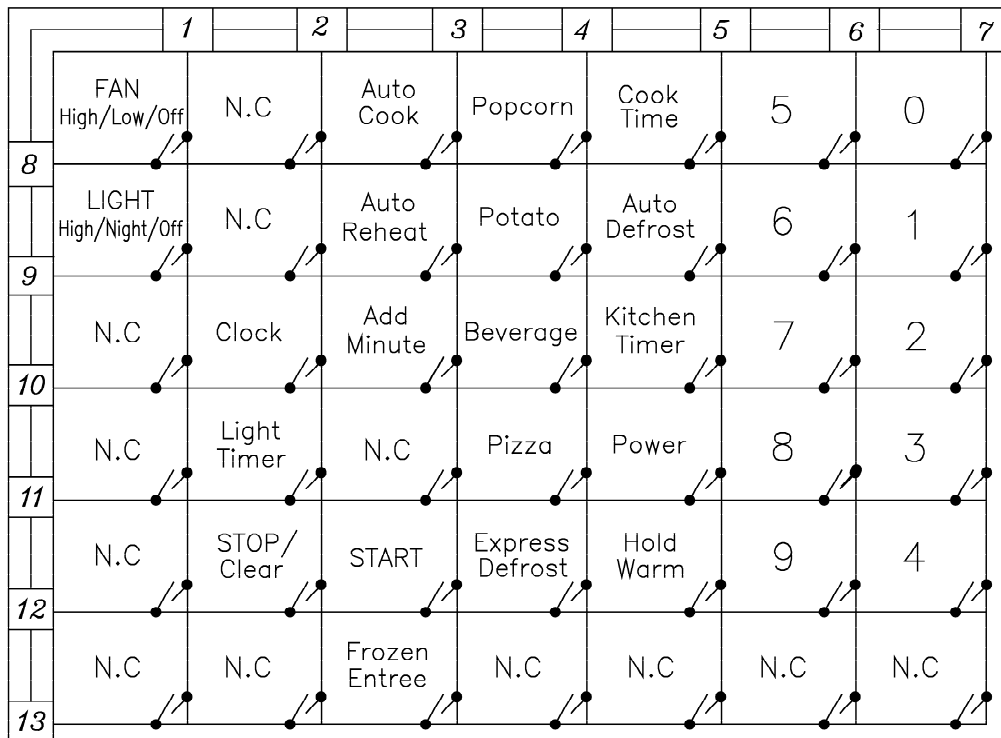 1 2 3 4 5 6 7
FAN N.C Auto Popcorn Cook 5 0
High/Low/Off Cook Time
8
LIGHT N.C Auto Potato Auto 6 1
High/Night/Off Reheat Defrost
9
N.C Clock Add Beverage Kitchen 7 2
Minute Timer
10
N.C Light N.C Pizza Power 8 3
Timer
11
N.C STOP/ START Express Hold 9 4
Clear Defrost Warm
12
N.C N.C Frozen N.C N.C N.C N.C
Entree
13